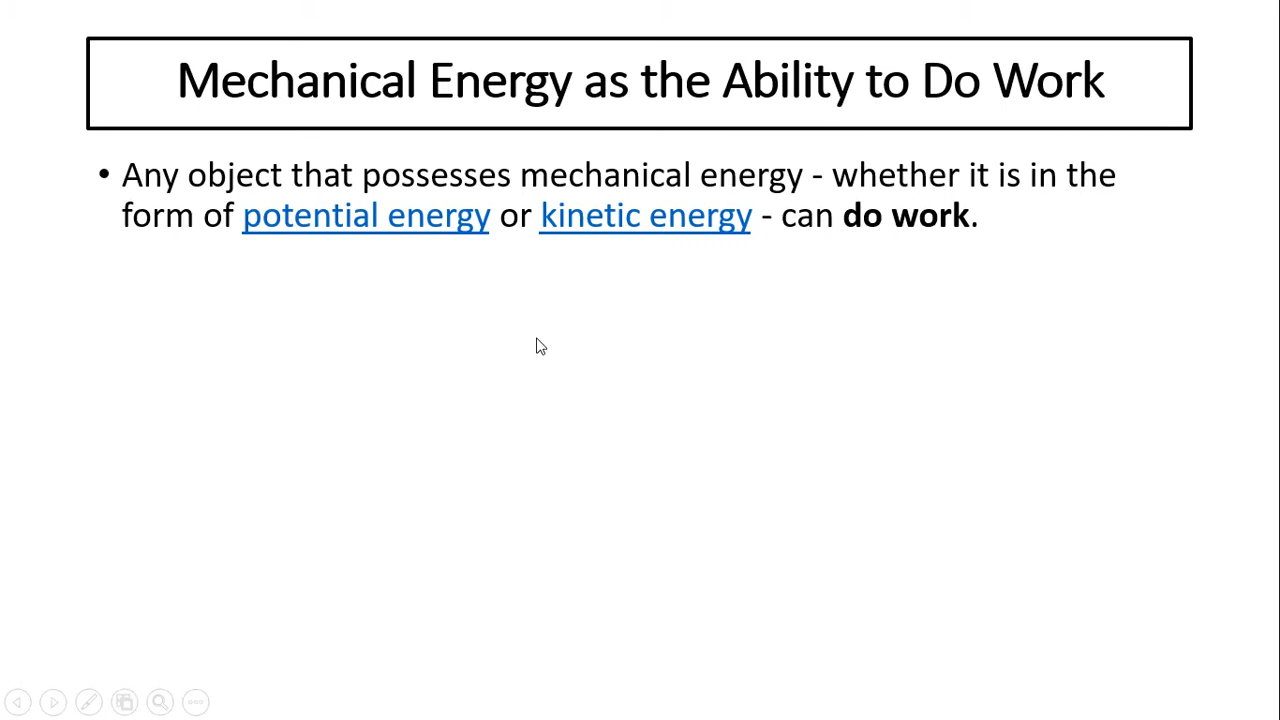 Mechanical Energy as the Ability to Do Work
• Any object that possesses mechanical energy - whether it is in the
form of potential energy or kinetic energy - can do work.